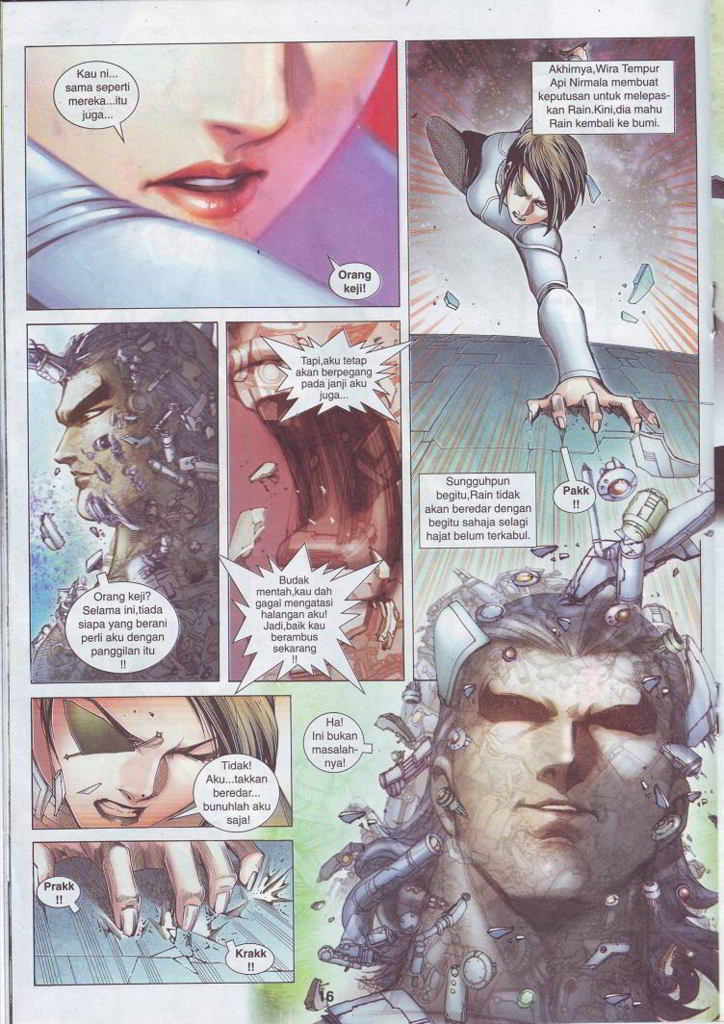 Kau ni...
sama seperti
mereka...itu
juga...
Orang
keji!
Akhirnya,Wira Tempur
Api Nirmala membuat
keputusan untuk melepas-
kan Rain.Kini,dia mahu
Rain kembali ke bumi.
Pakk
!!
Sungguhpun
begitu,Rain tidak
akan beredar dengan
begitu sahaja selagi
hajat belum terkabul.
Orang keji?
Selama ini,tiada
siapa yang berani
perli aku dengan
panggilan itu
!!
Tapi,aku tetap
akan berpegang
pada janji aku
juga...
Budak
mentah,kau dah
gagal mengatasi
halangan aku!
Jadi,baik kau
berambus
sekarang
!!
Tidak!
Aku...takkan
beredar...
bunuhlah aku
saja!
Ha!
Ini bukan
masalah-
nya!
Prakk
!!
Krakk
!!
16